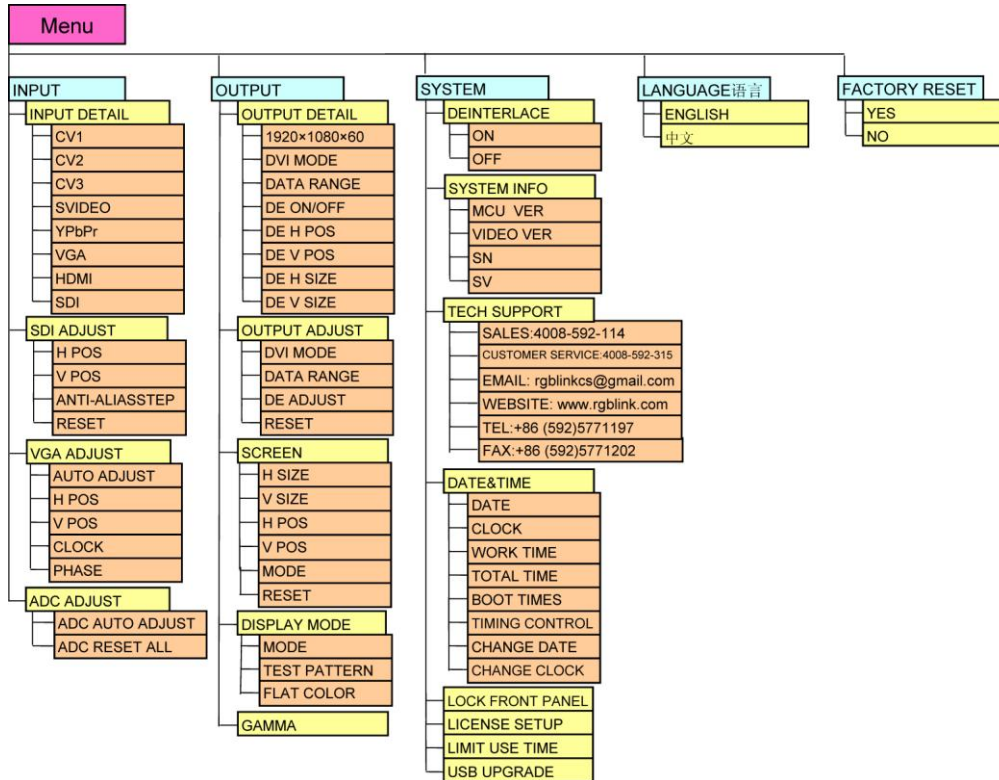 Menu
INPUT
INPUT DETAIL
CV1
CV2
CV3
SVIDEO
YPbPr
VGA
HDMI
SDI
SDI ADJUST
H POS
V POS
ANTI-ALIASSTEP
RESET
VGA ADJUST
AUTO ADJUST
H POS
V POS
CLOCK
PHASE
ADC ADJUST
ADC AUTO ADJUST
ADC RESET ALL
OUTPUT
OUTPUT DETAIL
1920×1080×60
DVI MODE
DATA RANGE
DE ON/OFF
DE H POS
DE V POS
DE H SIZE
DE V SIZE
OUTPUT ADJUST
DVI MODE
DATA RANGE
DE ADJUST
RESET
SCREEN
H SIZE
V SIZE
H POS
V POS
MODE
RESET
DISPLAY MODE
MODE
TEST PATTERN
FLAT COLOR
GAMMA
SYSTEM
DEINTERLACE
ON
OFF
SYSTEM INFO
MCU VER
VIDEO VER
SN
SV
TECH SUPPORT
SALES:4008-592-114
CUSTOMER SERVICE:4008-592-315
EMAIL: rgblinkcs@gmail.com
WEBSITE: www.rgblink.com
TEL:+86 (592)5771197
FAX:+86 (592)5771202
DATE&TIME
DATE
CLOCK
WORK TIME
TOTAL TIME
BOOT TIMES
TIMING CONTROL
CHANGE DATE
CHANGE CLOCK
LOCK FRONT PANEL
LICENSE SETUP
LIMIT USE TIME
USB UPGRADE
LANGUAGE语言
ENGLISH
中文
FACTORY RESET
YES
NO